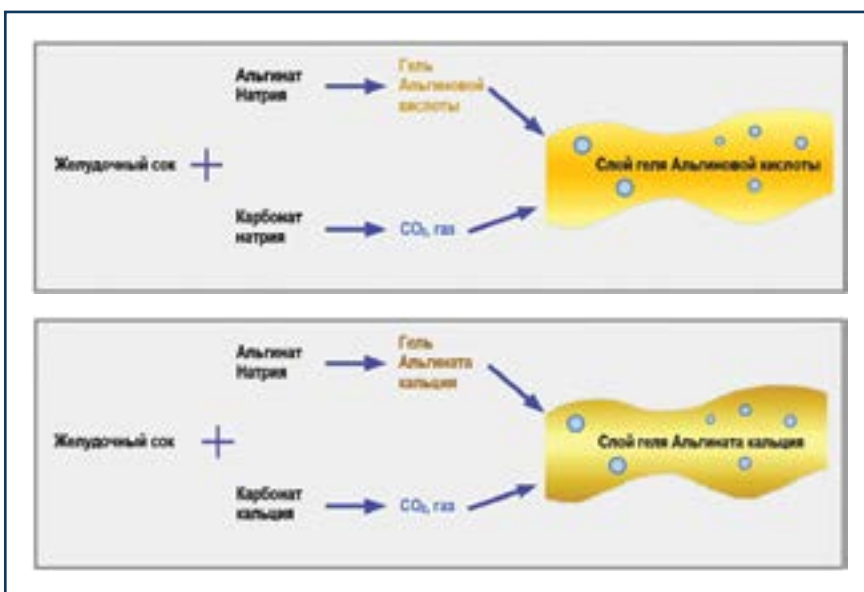 Альгинат
Натрия
Гель
Альгиновой
кислоты
Желудочный сок +
Слой геля Альгиновой кислоты
Карбонат
натрия
CO₂, газ
Альгинат
Натрия
Гель
Альгината
кальция
Желудочный сок +
Слой геля Альгината кальция
Карбонат
кальция
CO₂, газ